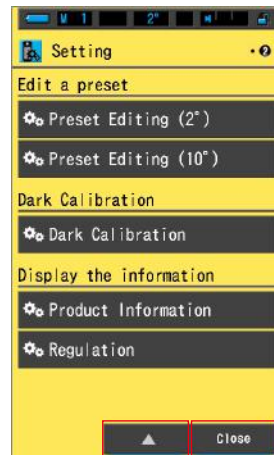 M 1 2°
Setting
Edit a preset
Preset Editing (2°)
Preset Editing (10°)
Dark Calibration
Dark Calibration
Display the information
Product Information
Regulation
▲ Close